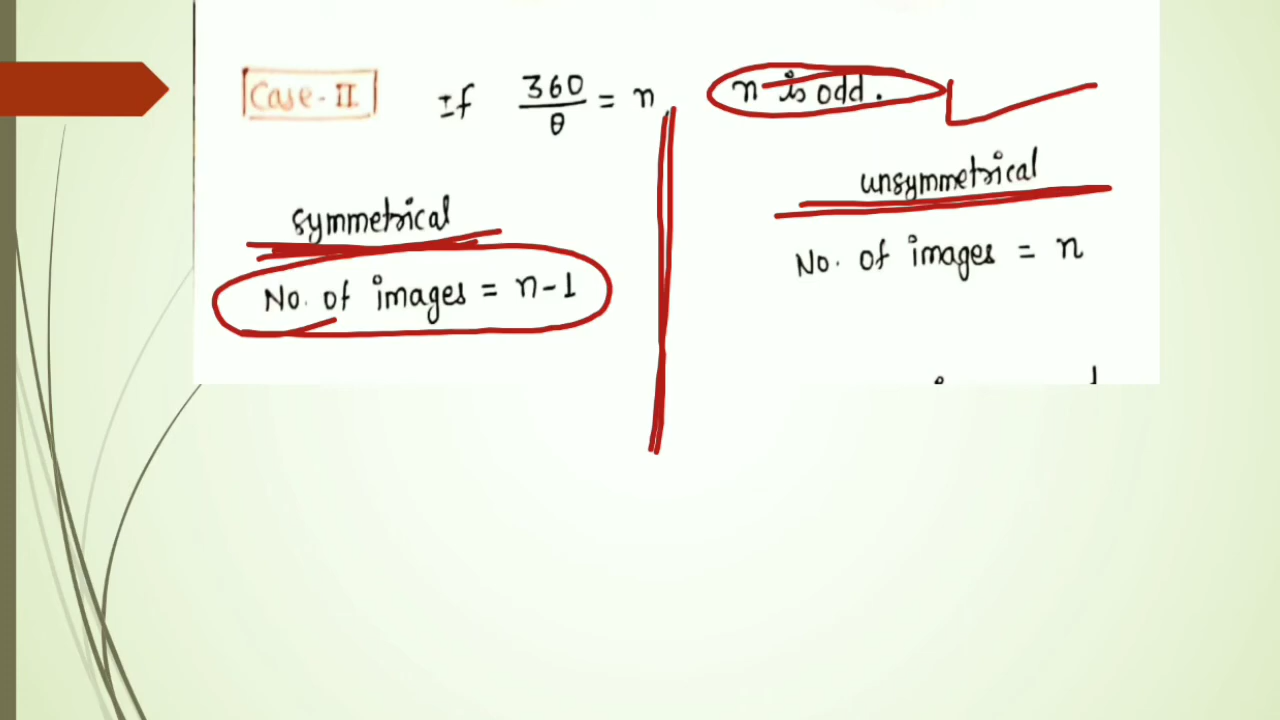 Case-II If 360/θ = n, n is odd.
symmetrical
No. of images = n-1
unsymmetrical
No. of images = n